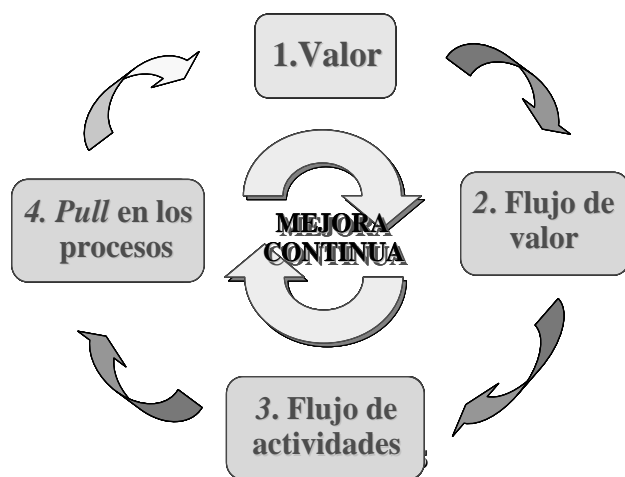 1.Valor
2. Flujo de
valor
3. Flujo de
actividades
4. Pull en los
procesos
MEJORA
CONTINUA